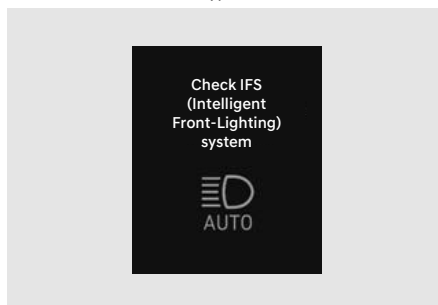 Check IFS
(Intelligent
Front-Lighting)
system
AUTO